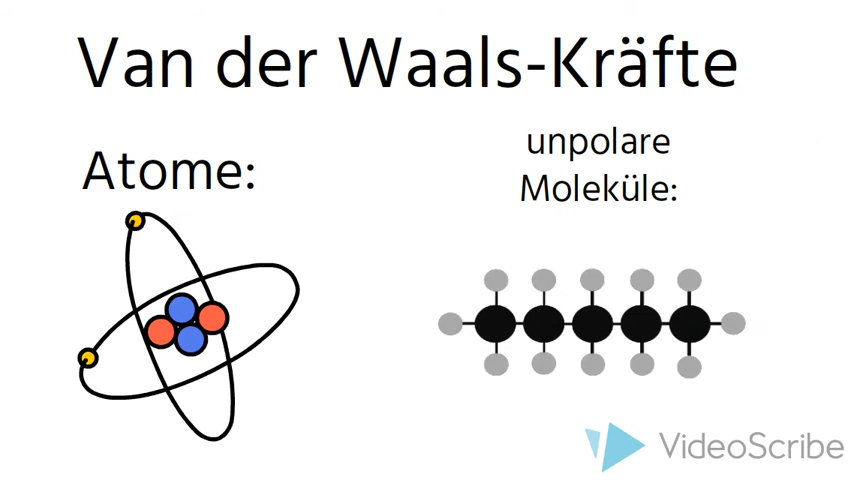 Van der Waals-Kräfte
Atome:
unpolare
Moleküle:
VideoScribe